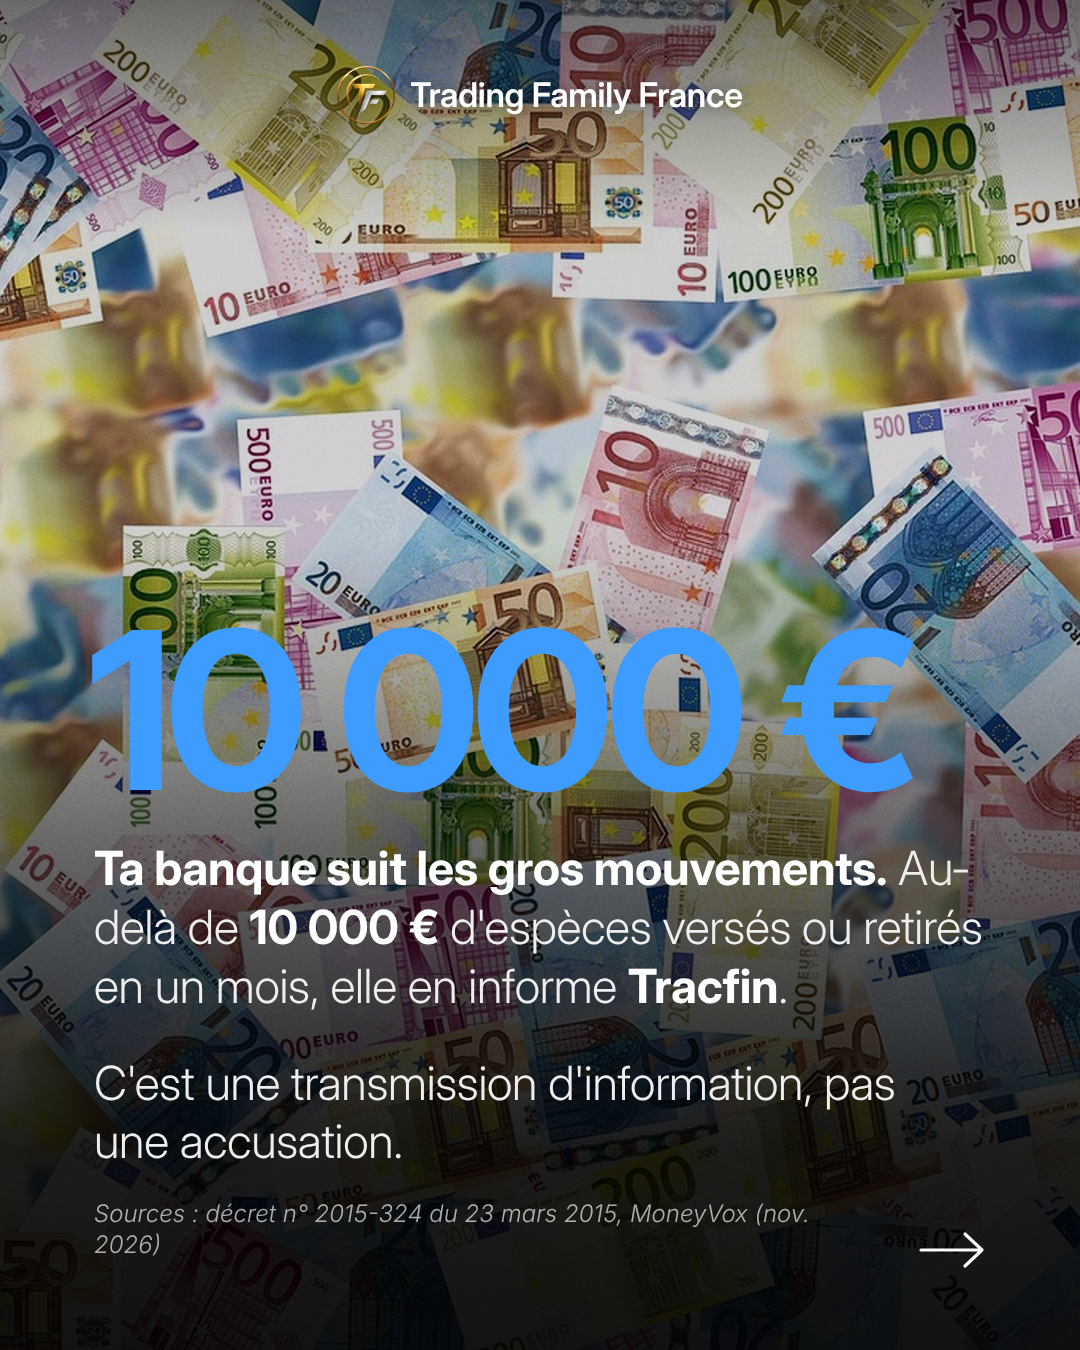 Trading Family France
10 000 €
Ta banque suit les gros mouvements. Au-
delà de 10 000 € d'espèces versés ou retirés
en un mois, elle en informe Tracfin.
C'est une transmission d'information, pas
une accusation.
Sources : décret n° 2015-324 du 23 mars 2015, MoneyVox (nov.
2026)